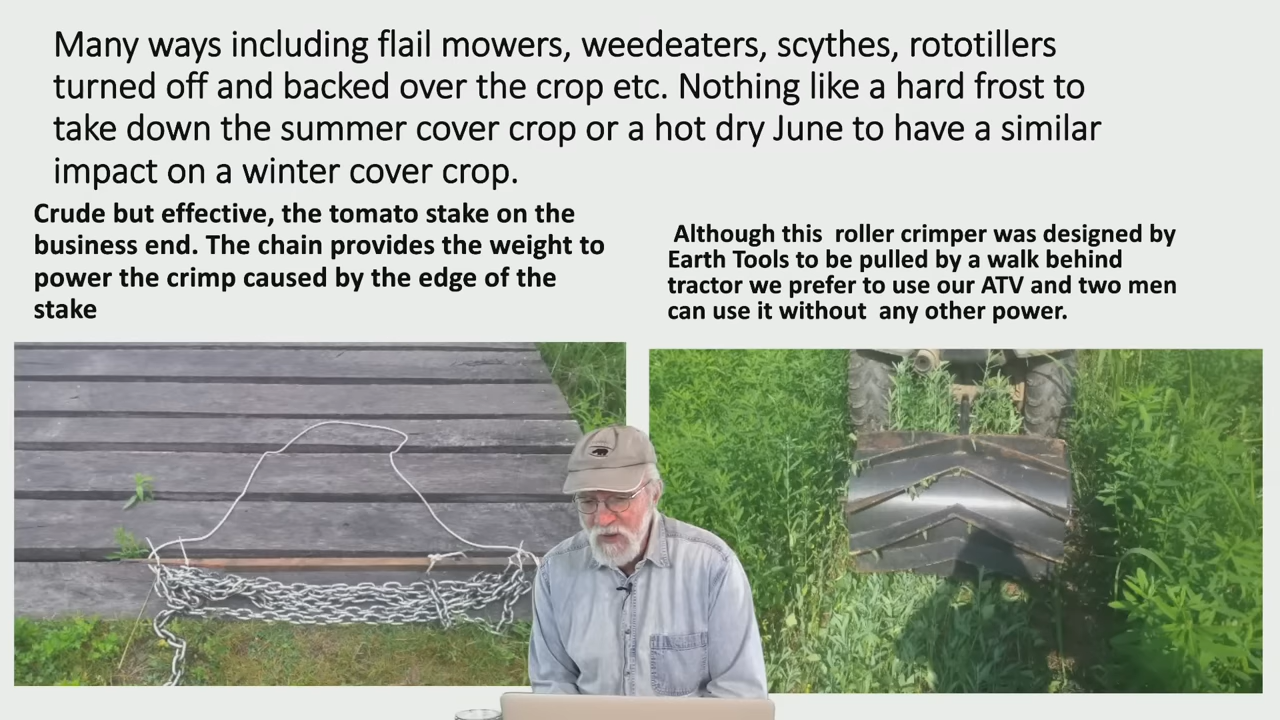 Many ways including flail mowers, weedeaters, scythes, rototillers
turned off and backed over the crop etc. Nothing like a hard frost to
take down the summer cover crop or a hot dry June to have a similar
impact on a winter cover crop.
Crude but effective, the tomato stake on the
business end. The chain provides the weight to
power the crimp caused by the edge of the
stake
Although this roller crimper was designed by
Earth Tools to be pulled by a walk behind
tractor we prefer to use our ATV and two men
can use it without any other power.